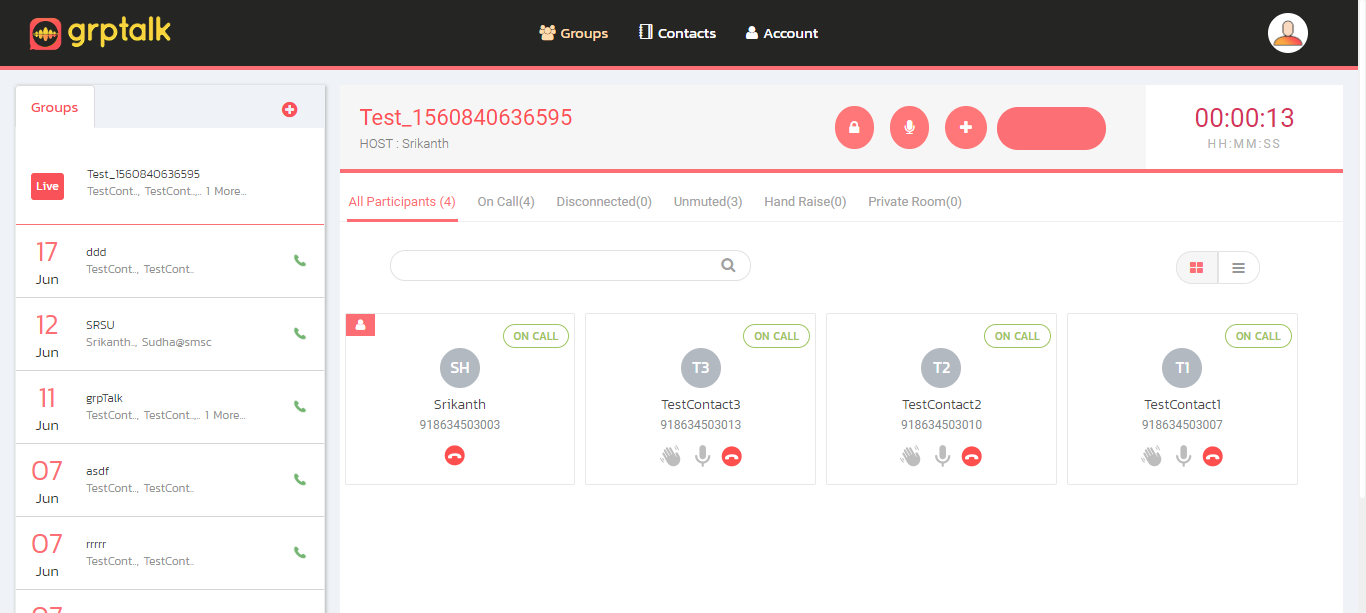 grptalk
Groups Contacts Account
Groups
Live
Test_1560840636595
TestCont.., TestCont..,.. 1 More...
17
Jun
ddd
TestCont.., TestCont..
12
Jun
SRSU
Srikanth.., Sudha@smsc
11
Jun
grpTalk
TestCont.., TestCont..,.. 1 More...
07
Jun
asdf
TestCont.., TestCont..
07
Jun
rrrrr
TestCont.., TestCont..
07
Test_1560840636595
HOST : Srikanth
00:00:13
HH:MM:SS
All Participants (4) On Call(4) Disconnected(0) Unmuted(3) Hand Raise(0) Private Room(0)
ON CALL
SH
Srikanth
918634503003
ON CALL
T3
TestContact3
918634503013
ON CALL
T2
TestContact2
918634503010
ON CALL
T1
TestContact1
918634503007